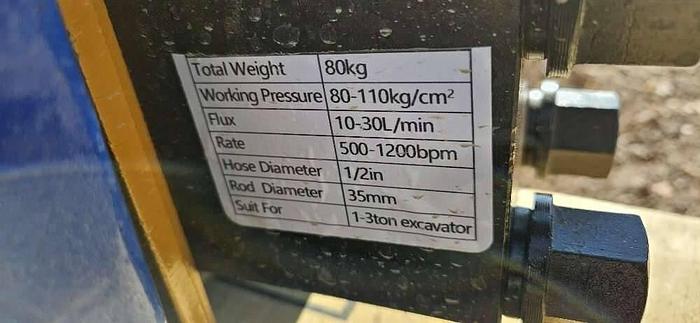 Total Weight 80kg
Working Pressure 80-110kg/cm²
Flux 10-30L/min
Rate 500-1200bpm
Hose Diameter 1/2in
Rod Diameter 35mm
Suit For 1-3ton excavator